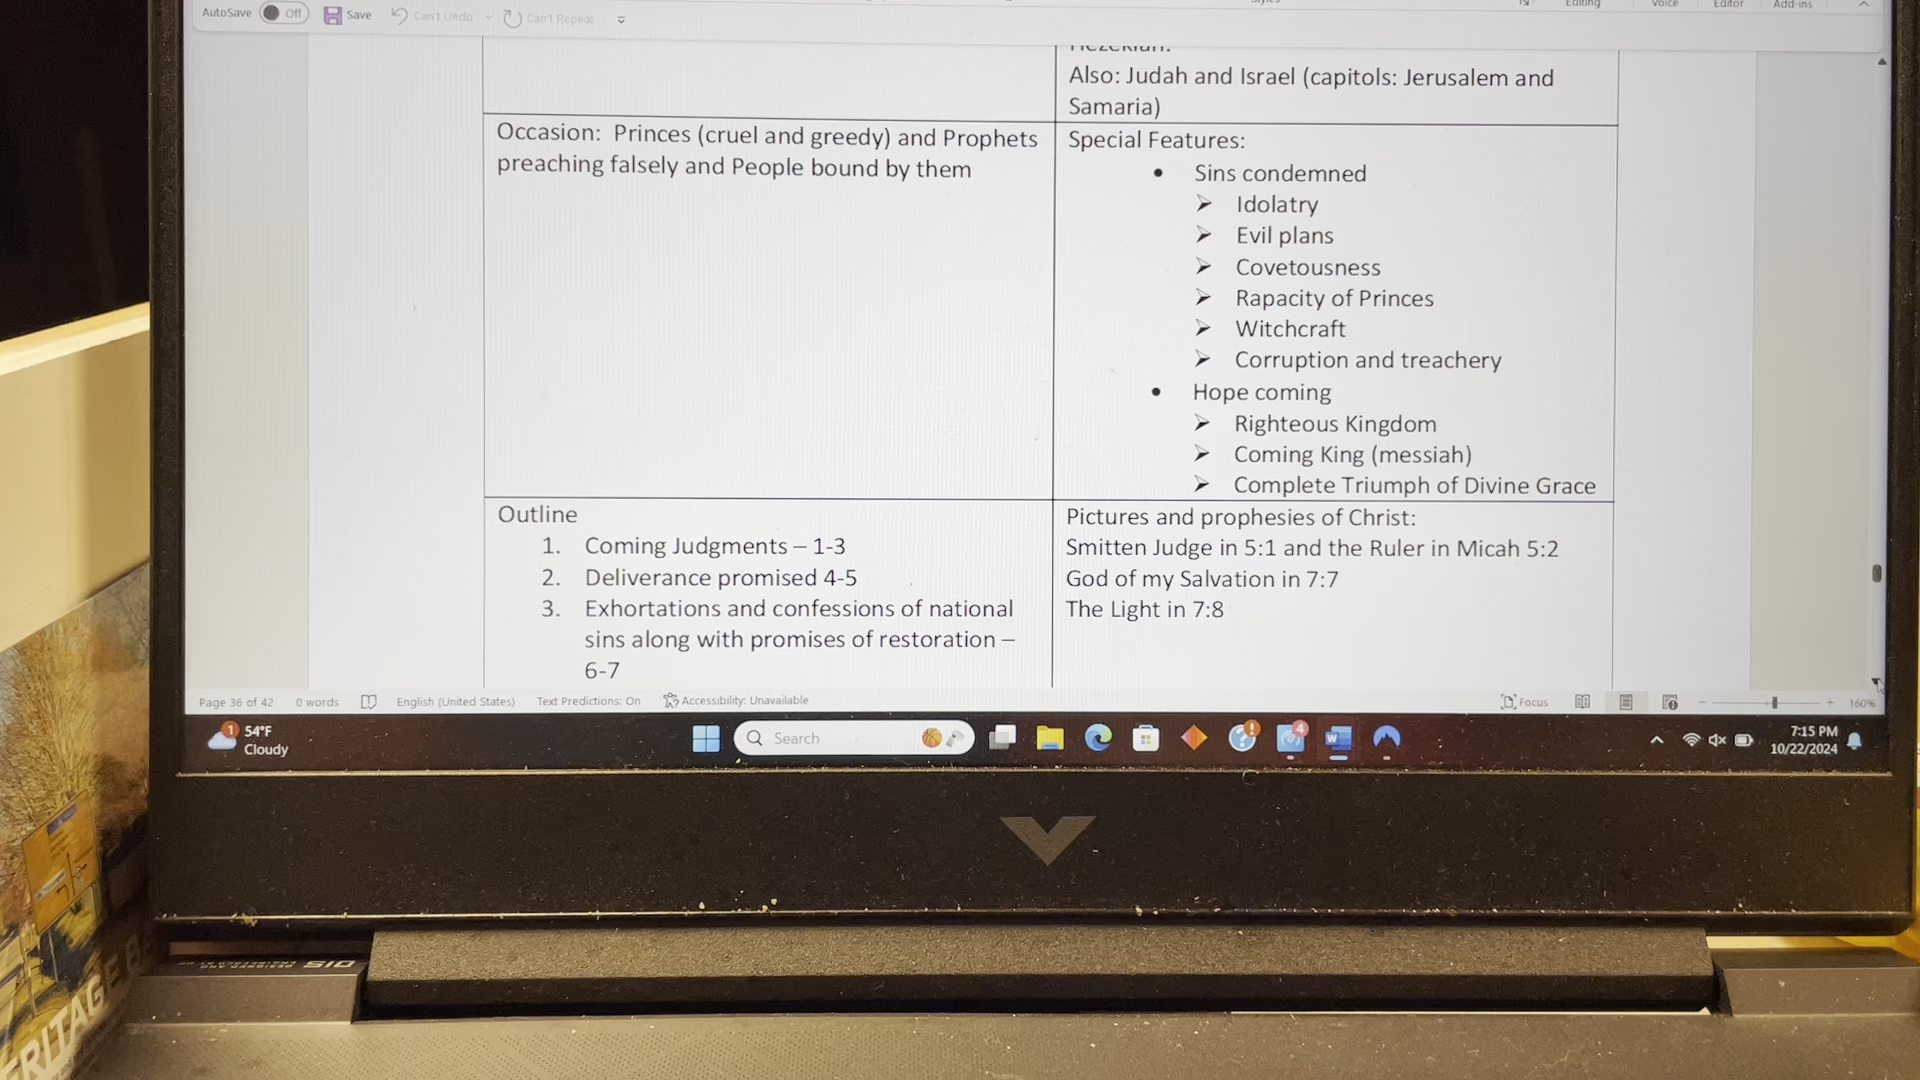 AutoSave Off Save Can't Undo Can't Repeat
Editing Voice Editor Add-ins
Also: Judah and Israel (capitols: Jerusalem and
Samaria)
Occasion: Princes (cruel and greedy) and Prophets
preaching falsely and People bound by them
Special Features:
• Sins condemned
➢ Idolatry
➢ Evil plans
➢ Covetousness
➢ Rapacity of Princes
➢ Witchcraft
➢ Corruption and treachery
• Hope coming
➢ Righteous Kingdom
➢ Coming King (messiah)
➢ Complete Triumph of Divine Grace
Outline
1. Coming Judgments – 1-3
2. Deliverance promised 4-5
3. Exhortations and confessions of national
sins along with promises of restoration –
6-7
Pictures and prophesies of Christ:
Smitten Judge in 5:1 and the Ruler in Micah 5:2
God of my Salvation in 7:7
The Light in 7:8
Page 36 of 42 0 words English (United States) Text Predictions: On Accessibility: Unavailable Focus 160%
1 54°F
Cloudy
Search
4
7:15 PM
10/22/2024